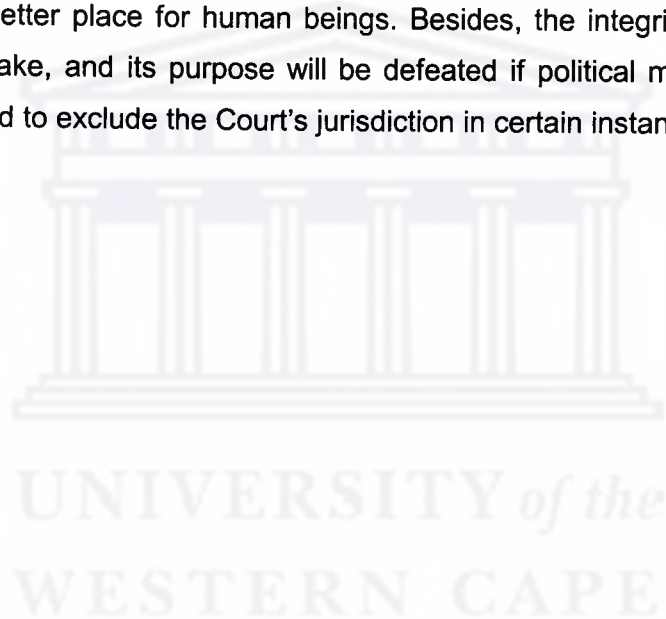 etter place for human beings. Besides, the integri
ake, and its purpose will be defeated if political m
d to exclude the Court's jurisdiction in certain instan
UNIVERSITY of the
WESTERN CAPE